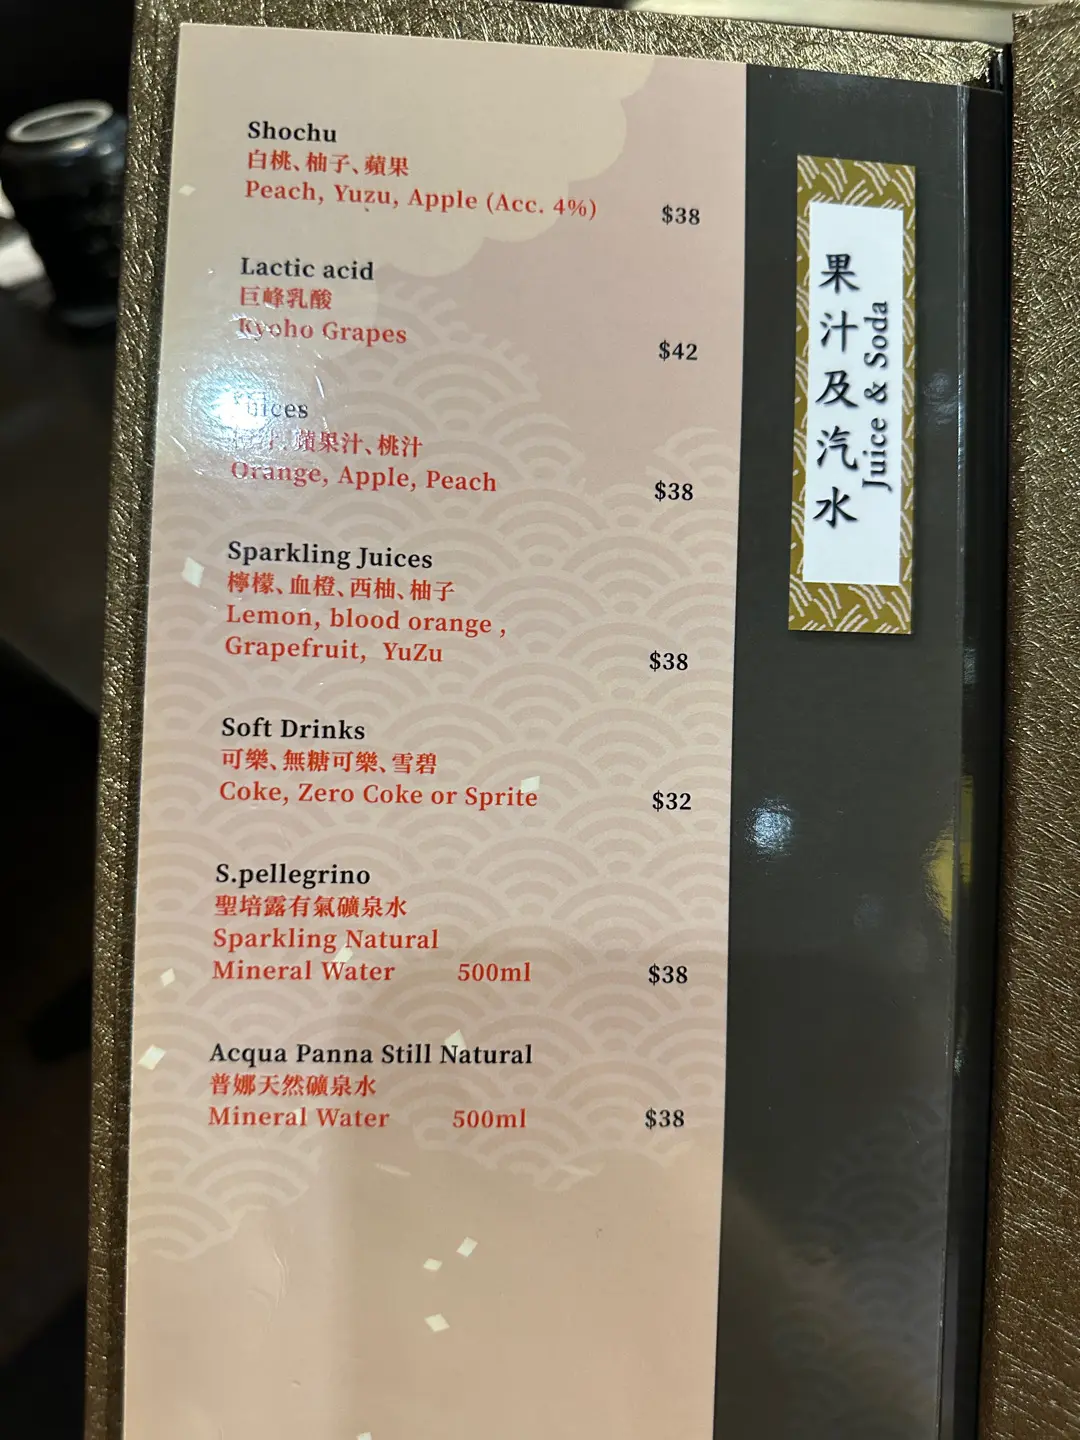 Shochu
白桃、柚子、蘋果
Peach, Yuzu, Apple (Acc. 4%)
$38
Lactic acid
巨峰乳酸
Kyoho Grapes
$42
Juices
蘋果汁、桃汁
Orange, Apple, Peach
$38
Sparkling Juices
檸檬、血橙、西柚、柚子
Lemon, blood orange ,
Grapefruit, YuZu
$38
Soft Drinks
可樂、無糖可樂、雪碧
Coke, Zero Coke or Sprite
$32
S.pellegrino
聖培露有氣礦泉水
Sparkling Natural
Mineral Water 500ml
$38
Acqua Panna Still Natural
普娜天然礦泉水
Mineral Water 500ml
$38
果汁及汽水
Juice & Soda